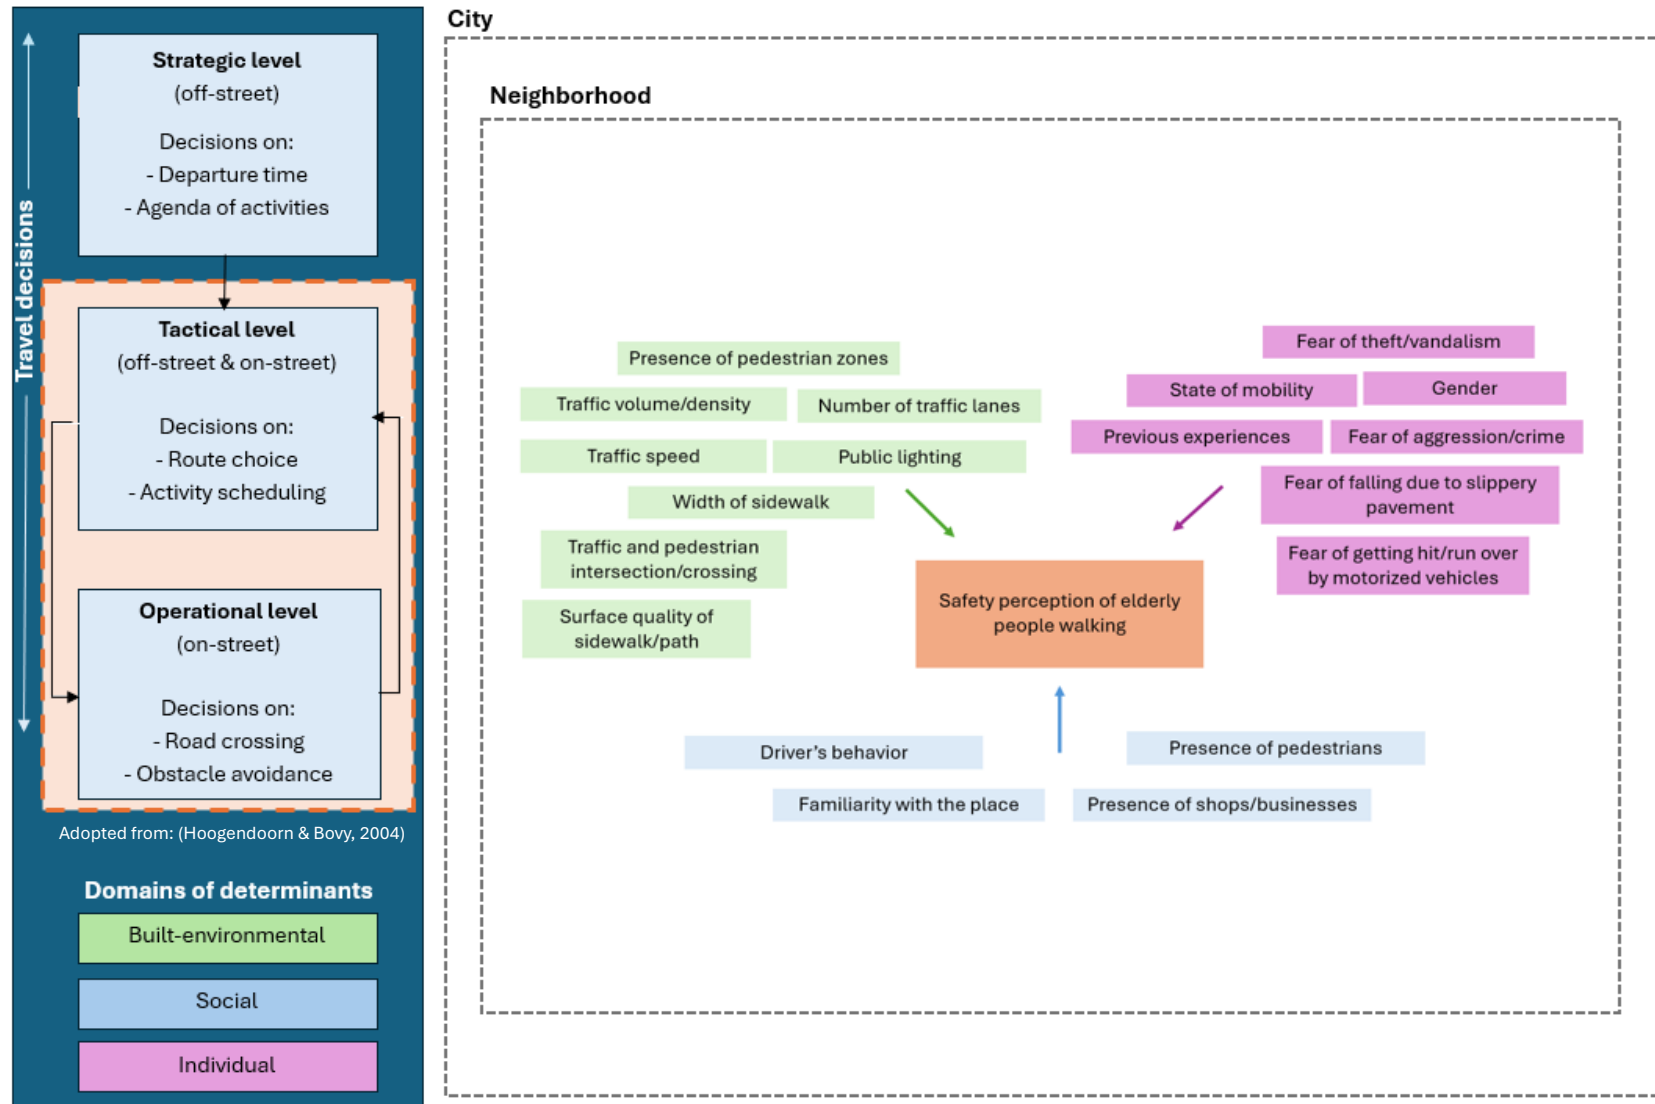 Travel decisions
Strategic level
(off-street)
Decisions on:
- Departure time
- Agenda of activities
Tactical level
(off-street & on-street)
Decisions on:
- Route choice
- Activity scheduling
Operational level
(on-street)
Decisions on:
- Road crossing
- Obstacle avoidance
Adopted from: (Hoogendoorn & Bovy, 2004)
Domains of determinants
Built-environmental
Social
Individual
City
Neighborhood
Presence of pedestrian zones
Traffic volume/density
Number of traffic lanes
Traffic speed
Public lighting
Width of sidewalk
Traffic and pedestrian
intersection/crossing
Surface quality of
sidewalk/path
Fear of theft/vandalism
State of mobility
Gender
Previous experiences
Fear of aggression/crime
Fear of falling due to slippery
pavement
Fear of getting hit/run over
by motorized vehicles
Safety perception of elderly
people walking
Driver’s behavior
Presence of pedestrians
Familiarity with the place
Presence of shops/businesses